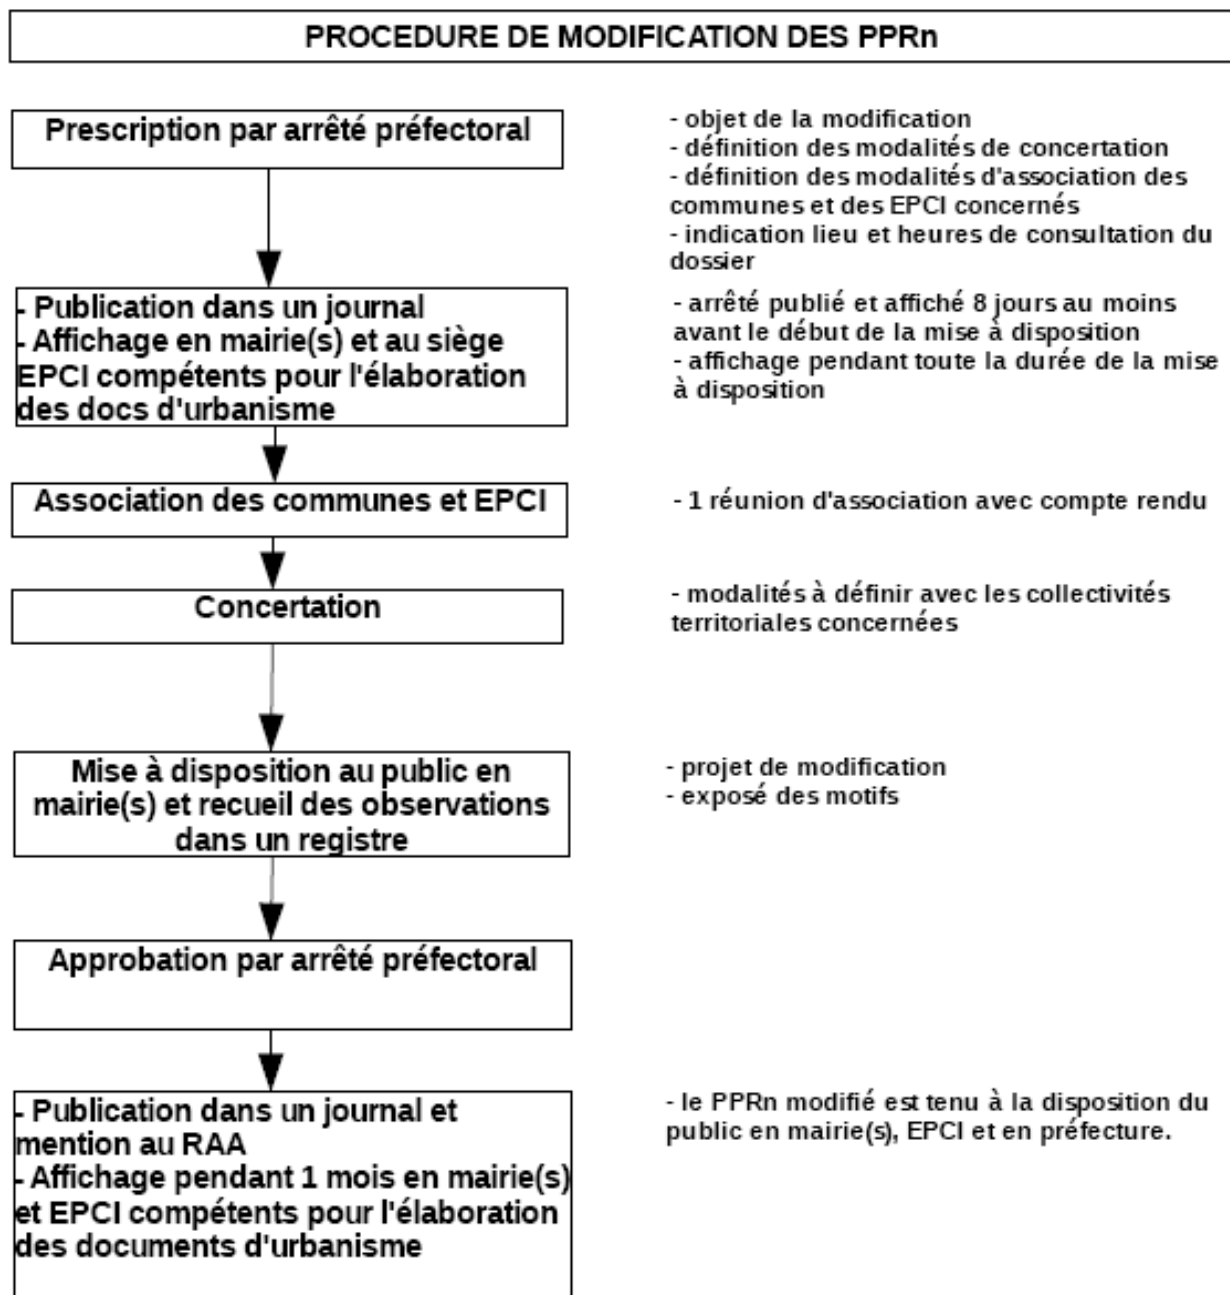 PROCEDURE DE MODIFICATION DES PPRn
Prescription par arrêté préfectoral
- objet de la modification
- définition des modalités de concertation
- définition des modalités d'association des
communes et des EPCI concernés
- indication lieu et heures de consultation du
dossier
- Publication dans un journal
- Affichage en mairie(s) et au siège
EPCI compétents pour l'élaboration
des docs d'urbanisme
- arrêté publié et affiché 8 jours au moins
avant le début de la mise à disposition
- affichage pendant toute la durée de la mise
à disposition
Association des communes et EPCI
- 1 réunion d'association avec compte rendu
Concertation
- modalités à définir avec les collectivités
territoriales concernées
Mise à disposition au public en
mairie(s) et recueil des observations
dans un registre
- projet de modification
- exposé des motifs
Approbation par arrêté préfectoral
- Publication dans un journal et
mention au RAA
- Affichage pendant 1 mois en mairie(s)
et EPCI compétents pour l'élaboration
des documents d'urbanisme
- le PPRn modifié est tenu à la disposition du
public en mairie(s), EPCI et en préfecture.